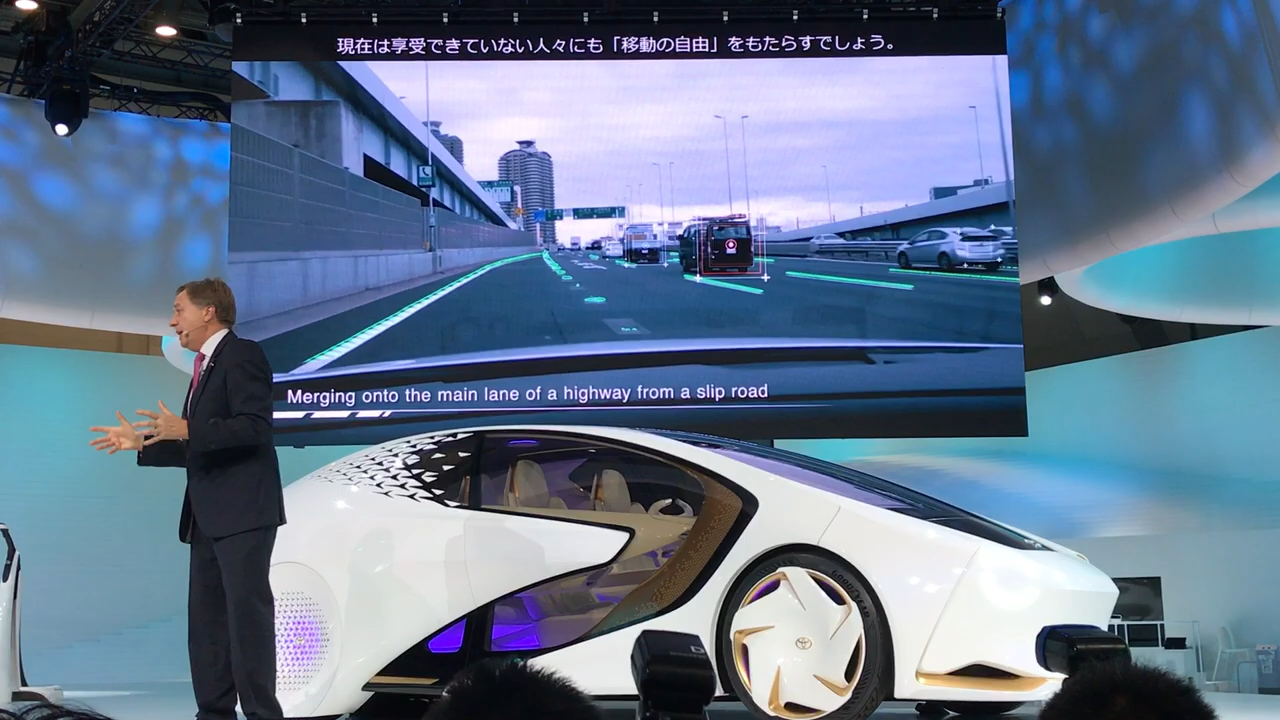 現在は享受できていない人々にも「移動の自由」をもたらすでしょう。
Merging onto the main lane of a highway from a slip road